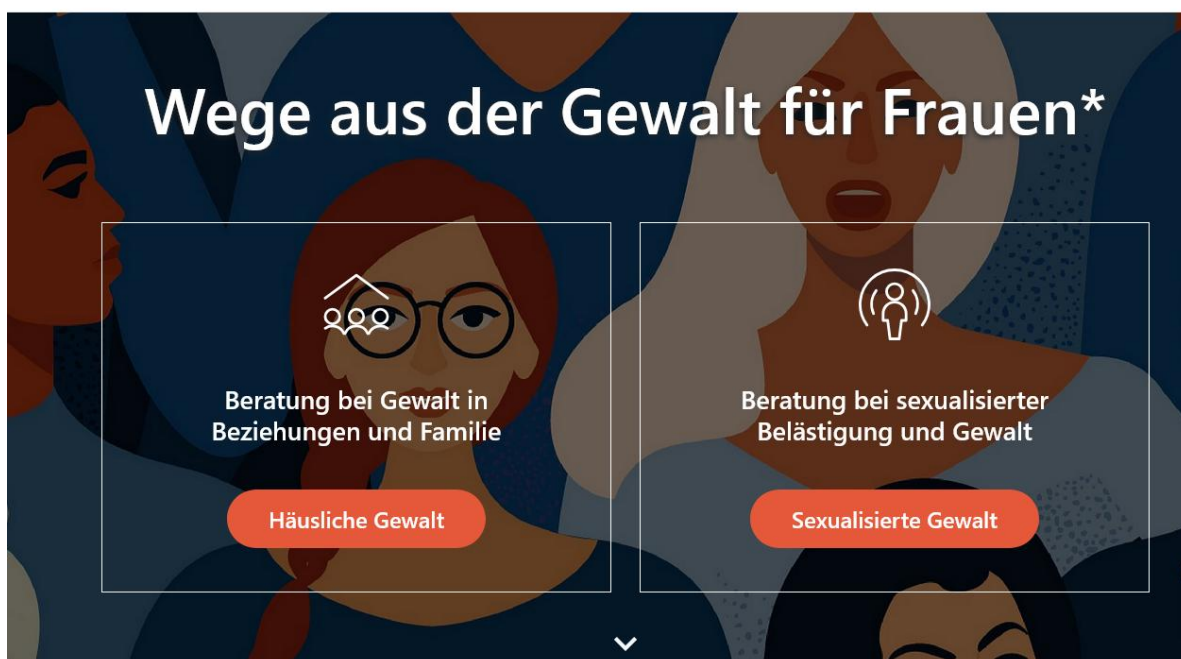 Wege aus der Gewalt für Frauen*
Beratung bei Gewalt in
Beziehungen und Familie
Häusliche Gewalt
Beratung bei sexualisierter
Belästigung und Gewalt
Sexualisierte Gewalt